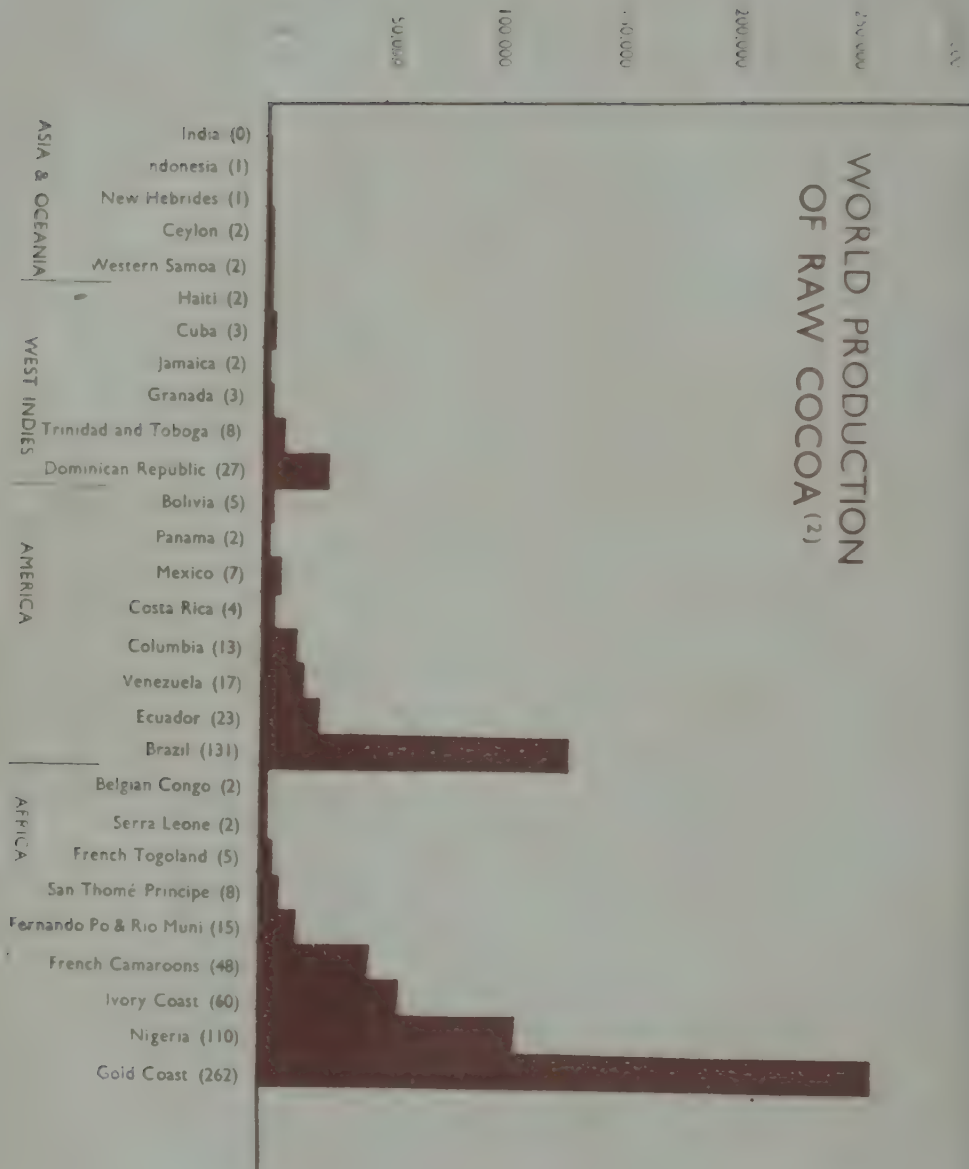 WORLD PRODUCTION
OF RAW COCOA (2)
50,000
100,000
200,000
ASIA & OCEANIA
India (0)
ndonesia (1)
New Hebrides (1)
Ceylon (2)
Western Samoa (2)
WEST INDIES
Haiti (2)
Cuba (3)
Jamaica (2)
Granada (3)
Trinidad and Toboga (8)
Dominican Republic (27)
AMERICA
Bolivia (5)
Panama (2)
Mexico (7)
Costa Rica (4)
Columbia (13)
Venezuela (17)
Ecuador (23)
Brazil (131)
AFRICA
Belgian Congo (2)
Serra Leone (2)
French Togoland (5)
San Thomé Principe (8)
Fernando Po & Rio Muni (15)
French Camaroons (48)
Ivory Coast (60)
Nigeria (110)
Gold Coast (262)